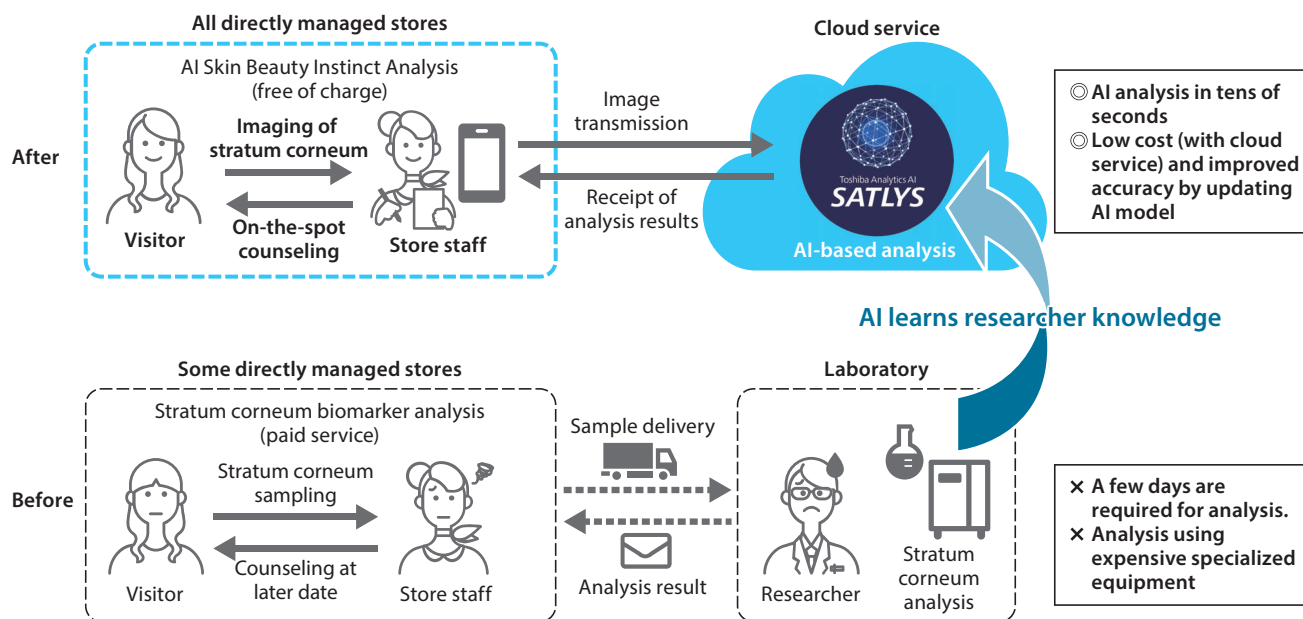 All directly managed stores
Cloud service
AI Skin Beauty Instinct Analysis
(free of charge)
After
Imaging of
stratum corneum
On-the-spot
counseling
Visitor
Store staff
Image
transmission
Receipt of
analysis results
Toshiba Analytics AI
SATLYS
AI-based analysis
◎ AI analysis in tens of
seconds
◎ Low cost (with cloud
service) and improved
accuracy by updating
AI model
AI learns researcher knowledge
Some directly managed stores
Laboratory
Stratum corneum biomarker analysis
(paid service)
Before
Stratum corneum
sampling
Counseling at
later date
Visitor
Store staff
Sample delivery
Analysis result
Researcher
Stratum
corneum
analysis
× A few days are
required for analysis.
× Analysis using
expensive specialized
equipment